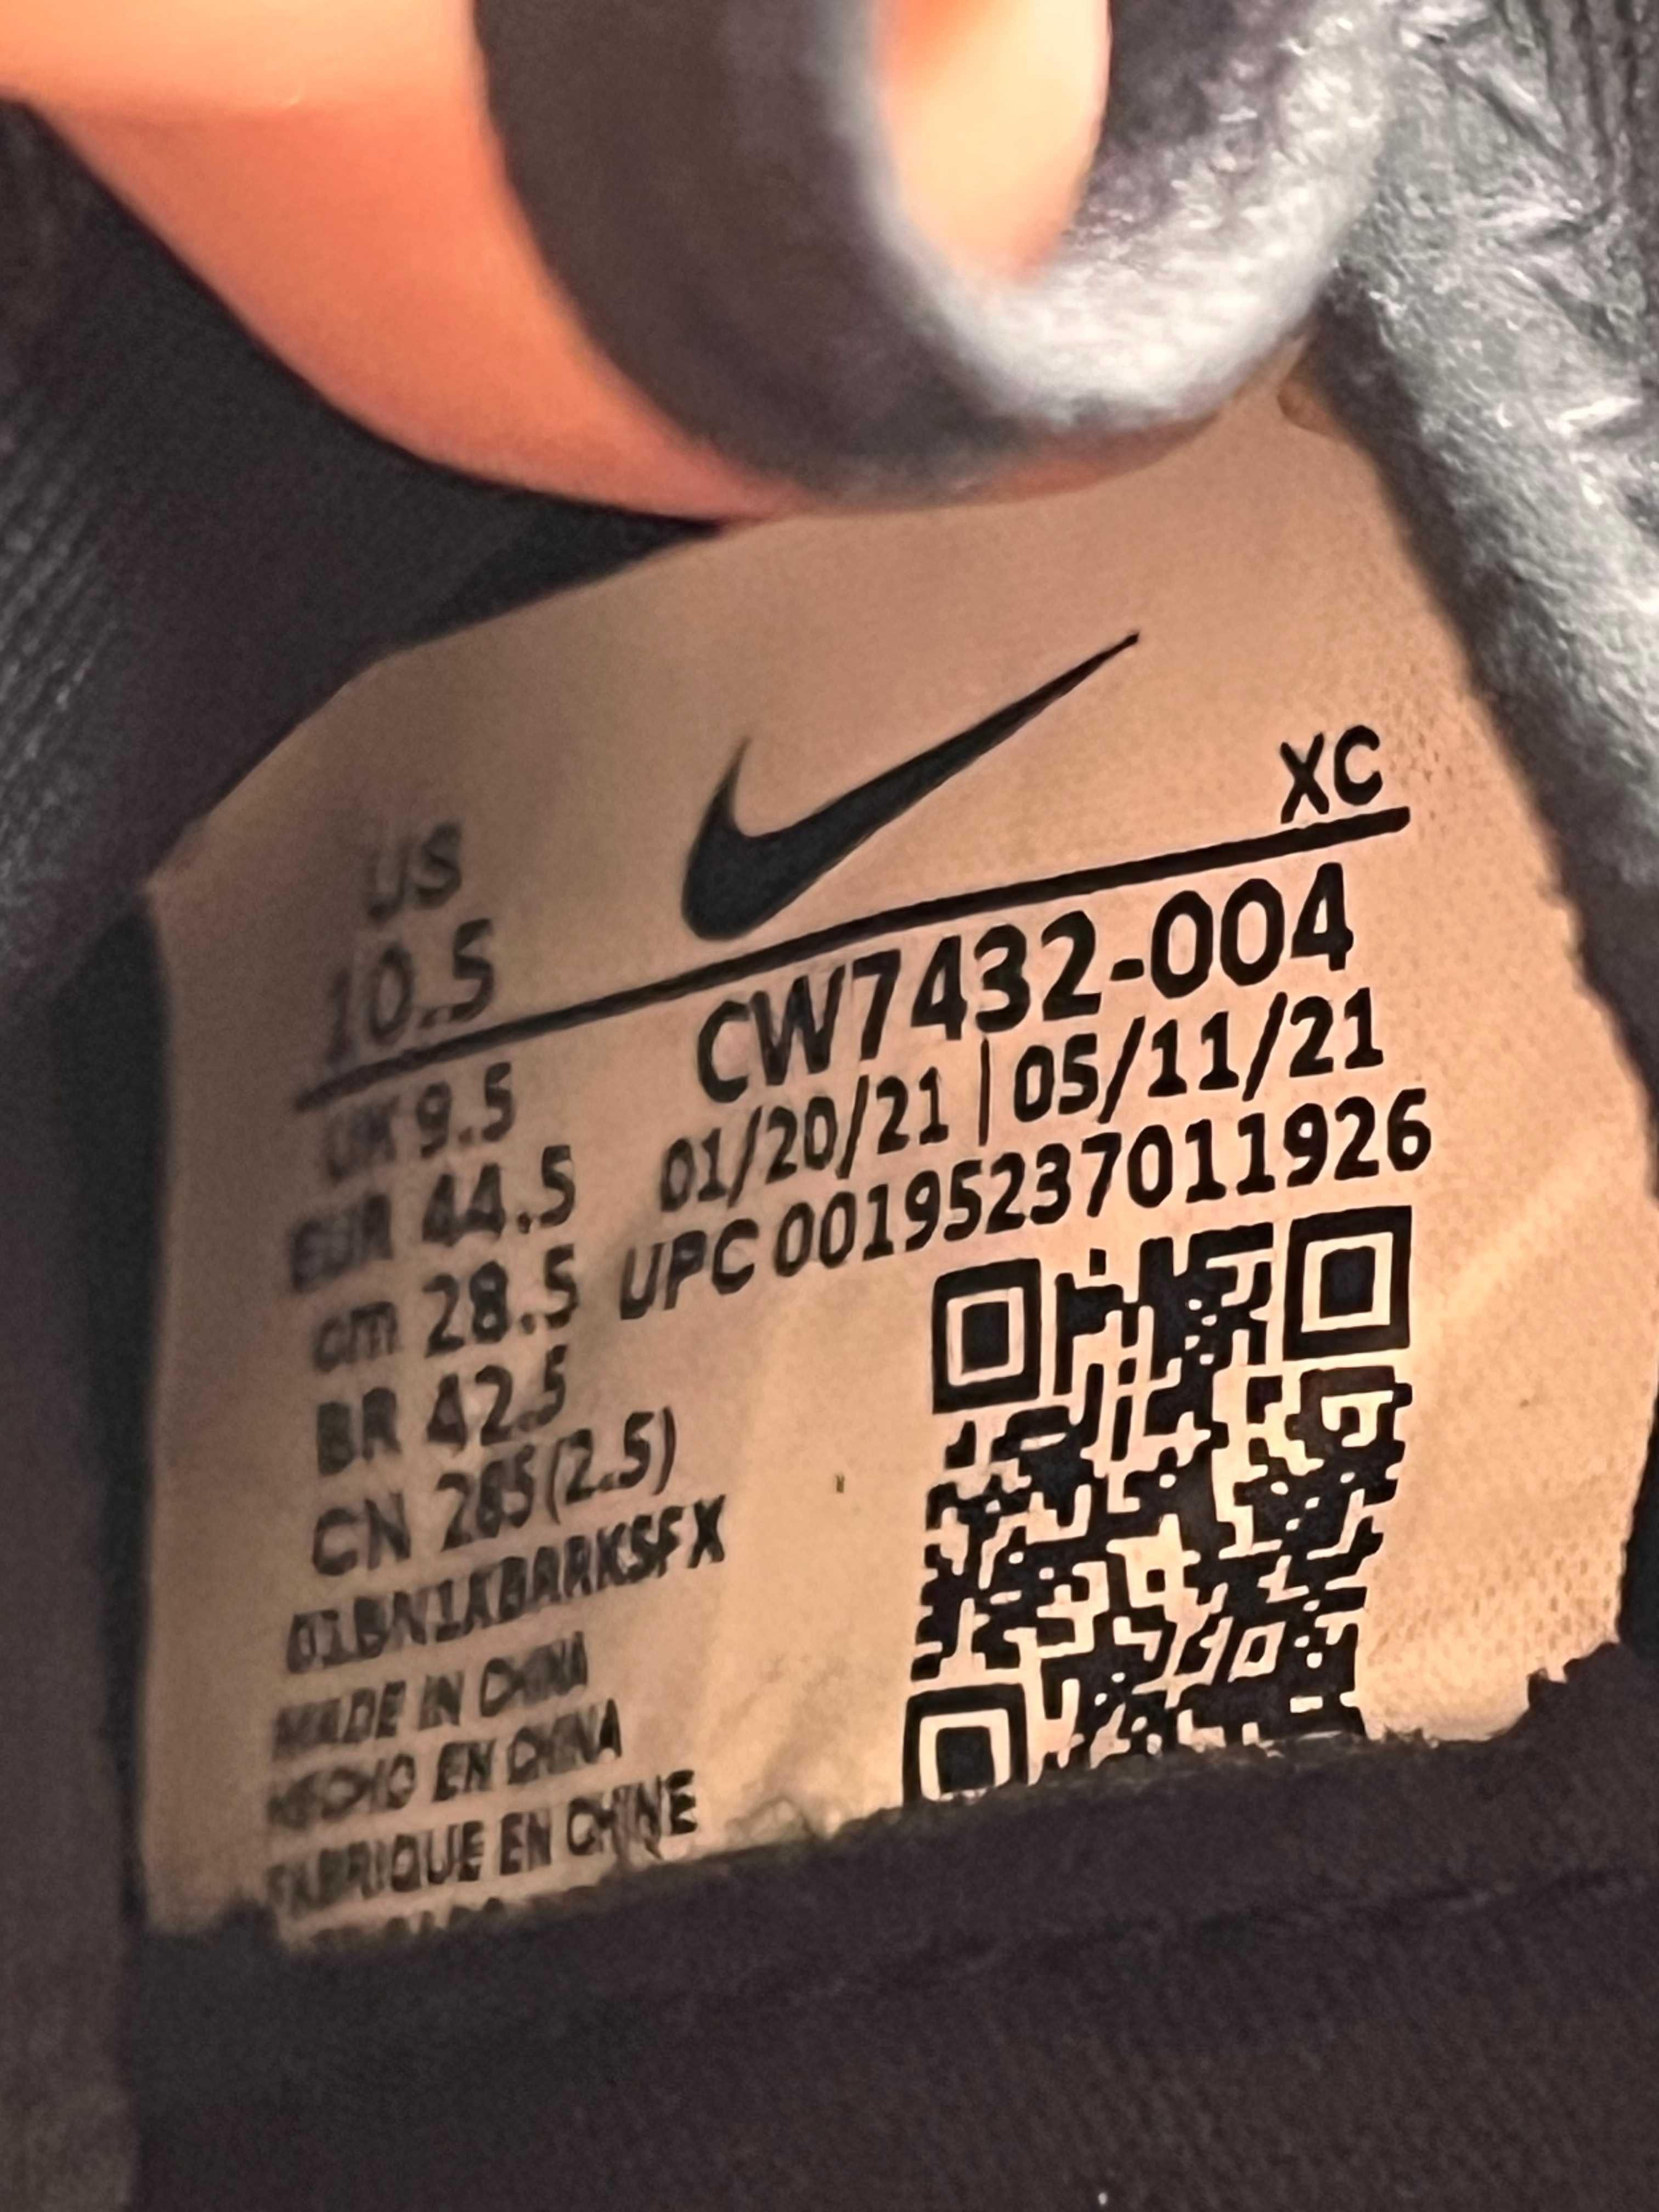 XC
US
10.5
CW7432-004
UK 9.5
01/20/21 | 05/11/21
EUR 44.5
UPC 00195237011926
cm 28.5
BR 42.5
CN 285(2.5)
MADE IN CHINA
HECHO EN CHINA
FABRIQUE EN CHINE